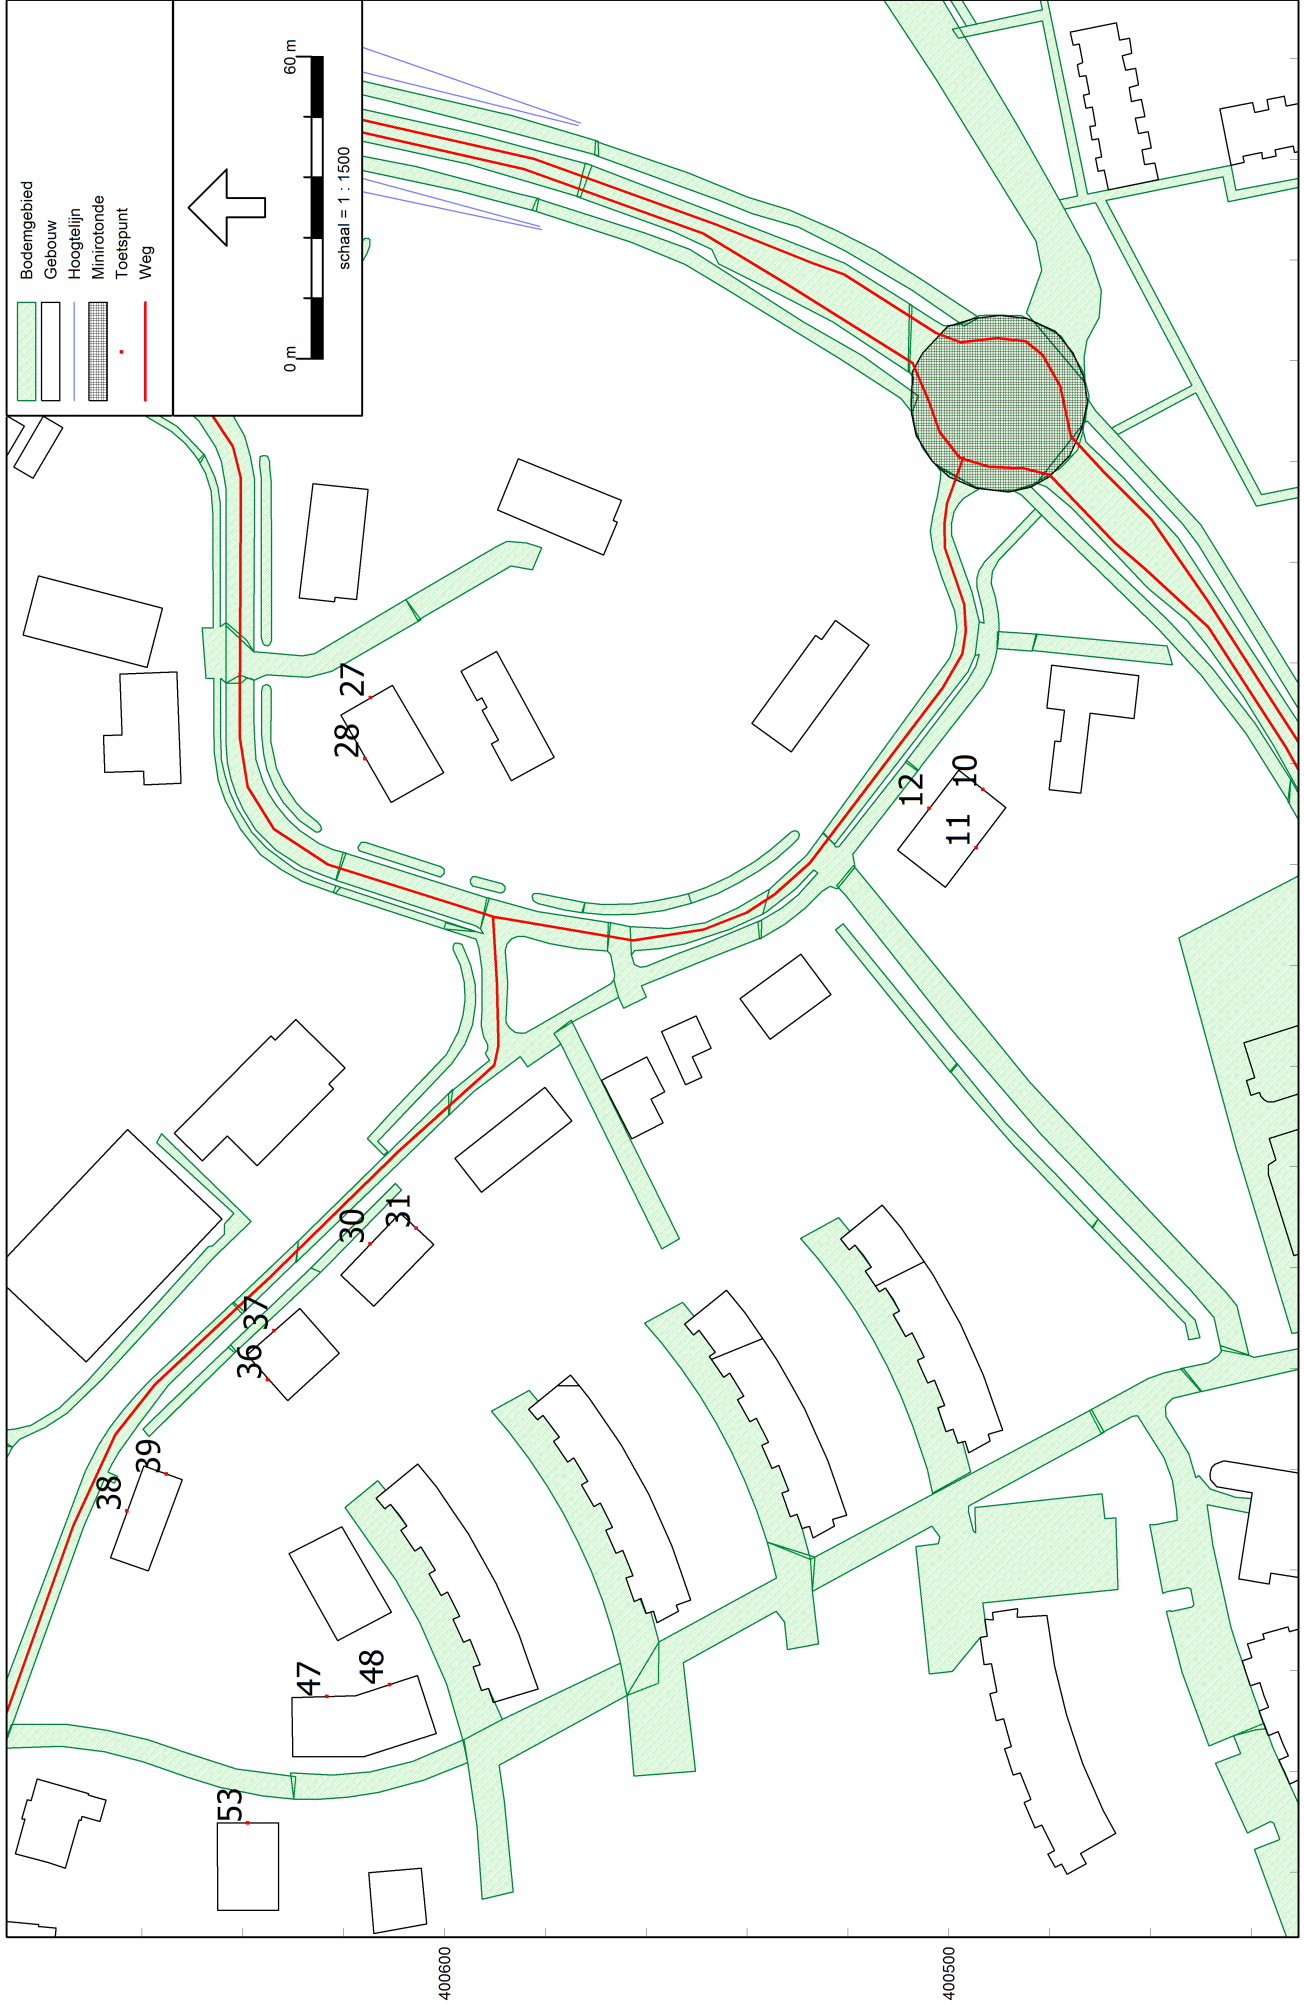 Bodemgebied
Gebouw
Hoogtelijn
Minirotonde
Toetspunt
Weg
0 m
60 m
schaal = 1 : 1500
27
28
12
10
11
30
31
37
36
39
38
47
48
53
400600
400500